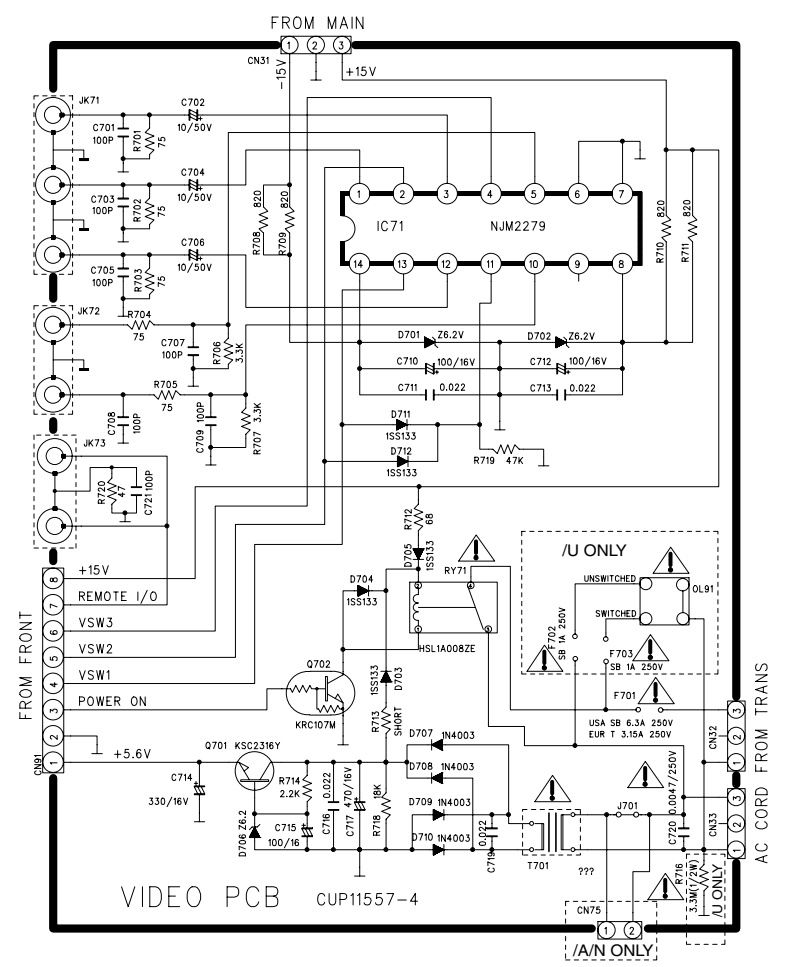 FROM MAIN
1 2 3
CN31
-15V
+15V
JK71
C702
10/50V
C701
100P
R701
75
C704
10/50V
C703
100P
R702
75
C706
10/50V
C705
100P
R703
75
820
R708
820
R709
1 2 3 4 5 6 7
IC71 NJM2279
14 13 12 11 10 9 8
820
R710
820
R711
JK72
R704
75
C707
100P
R706
3.3K
D701 Z6.2V
D702 Z6.2V
C710 100/16V
C712 100/16V
C711 0.022
C713 0.022
R705
75
C708
100P
C709 100P
R707 3.3K
D711
1SS133
D712
1SS133
R719 47K
JK73
R720
47
C721 100P
R712
68
D705
1SS133
RY71
HSL1A008ZE
D704
1SS133
/U ONLY
UNSWITCHED
SWITCHED
OL91
F702
SB 1A 250V
F703
SB 1A 250V
F701
USA SB 6.3A 250V
EUR T 3.15A 250V
FROM FRONT
CN91
8 +15V
7 REMOTE I/O
6 VSW3
5 VSW2
4 VSW1
3 POWER ON
2
1 +5.6V
Q702
KRC107M
1SS133
D703
R713
SHORT
FROM TRANS
3
2
1
CN32
Q701 KSC2316Y
C714
330/16V
R714
2.2K
D706 Z6.2
C715
100/16
0.022
C716
470/16V
C717
18K
R718
D707 1N4003
D708 1N4003
D709 1N4003
D710 1N4003
0.022
C719
T701
???
J701
C720 0.0047/250V
AC CORD
3
2
1
CN33
R716
3.3M(1/2W)
/U ONLY
CN75
1 2
/A/N ONLY
VIDEO PCB CUP11557-4